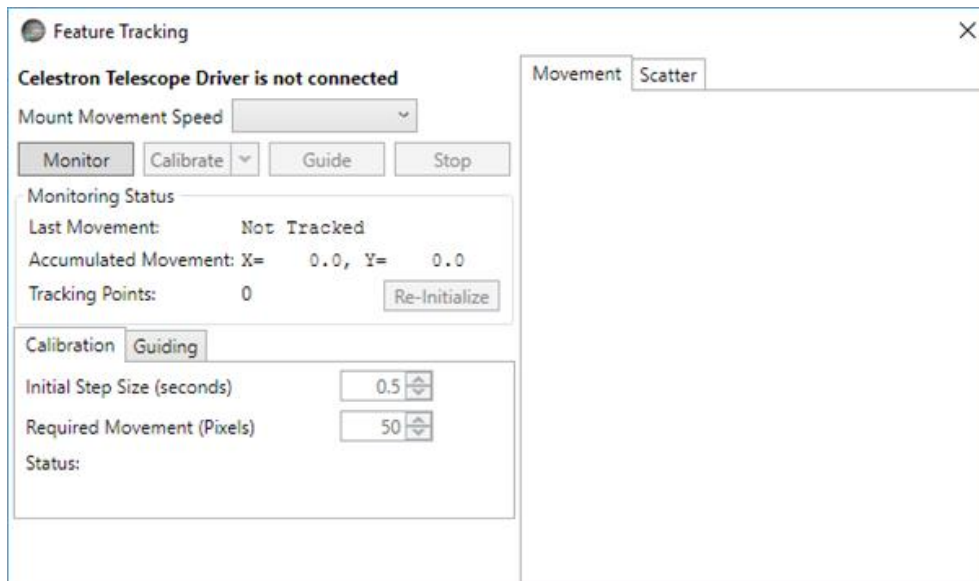 Feature Tracking
Celestron Telescope Driver is not connected
Mount Movement Speed
Monitor Calibrate Guide Stop
Monitoring Status
Last Movement: Not Tracked
Accumulated Movement: X= 0.0, Y= 0.0
Tracking Points: 0 Re-Initialize
Calibration Guiding
Initial Step Size (seconds) 0.5
Required Movement (Pixels) 50
Status:
Movement Scatter